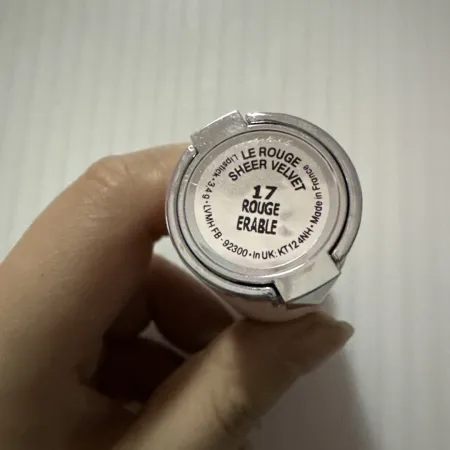 LE ROUGE
SHEER VELVET
17
ROUGE
ERABLE
Lipstick • 3.4g • LVMH FB - 92300 • In UK: KT12 4NH • Made in France